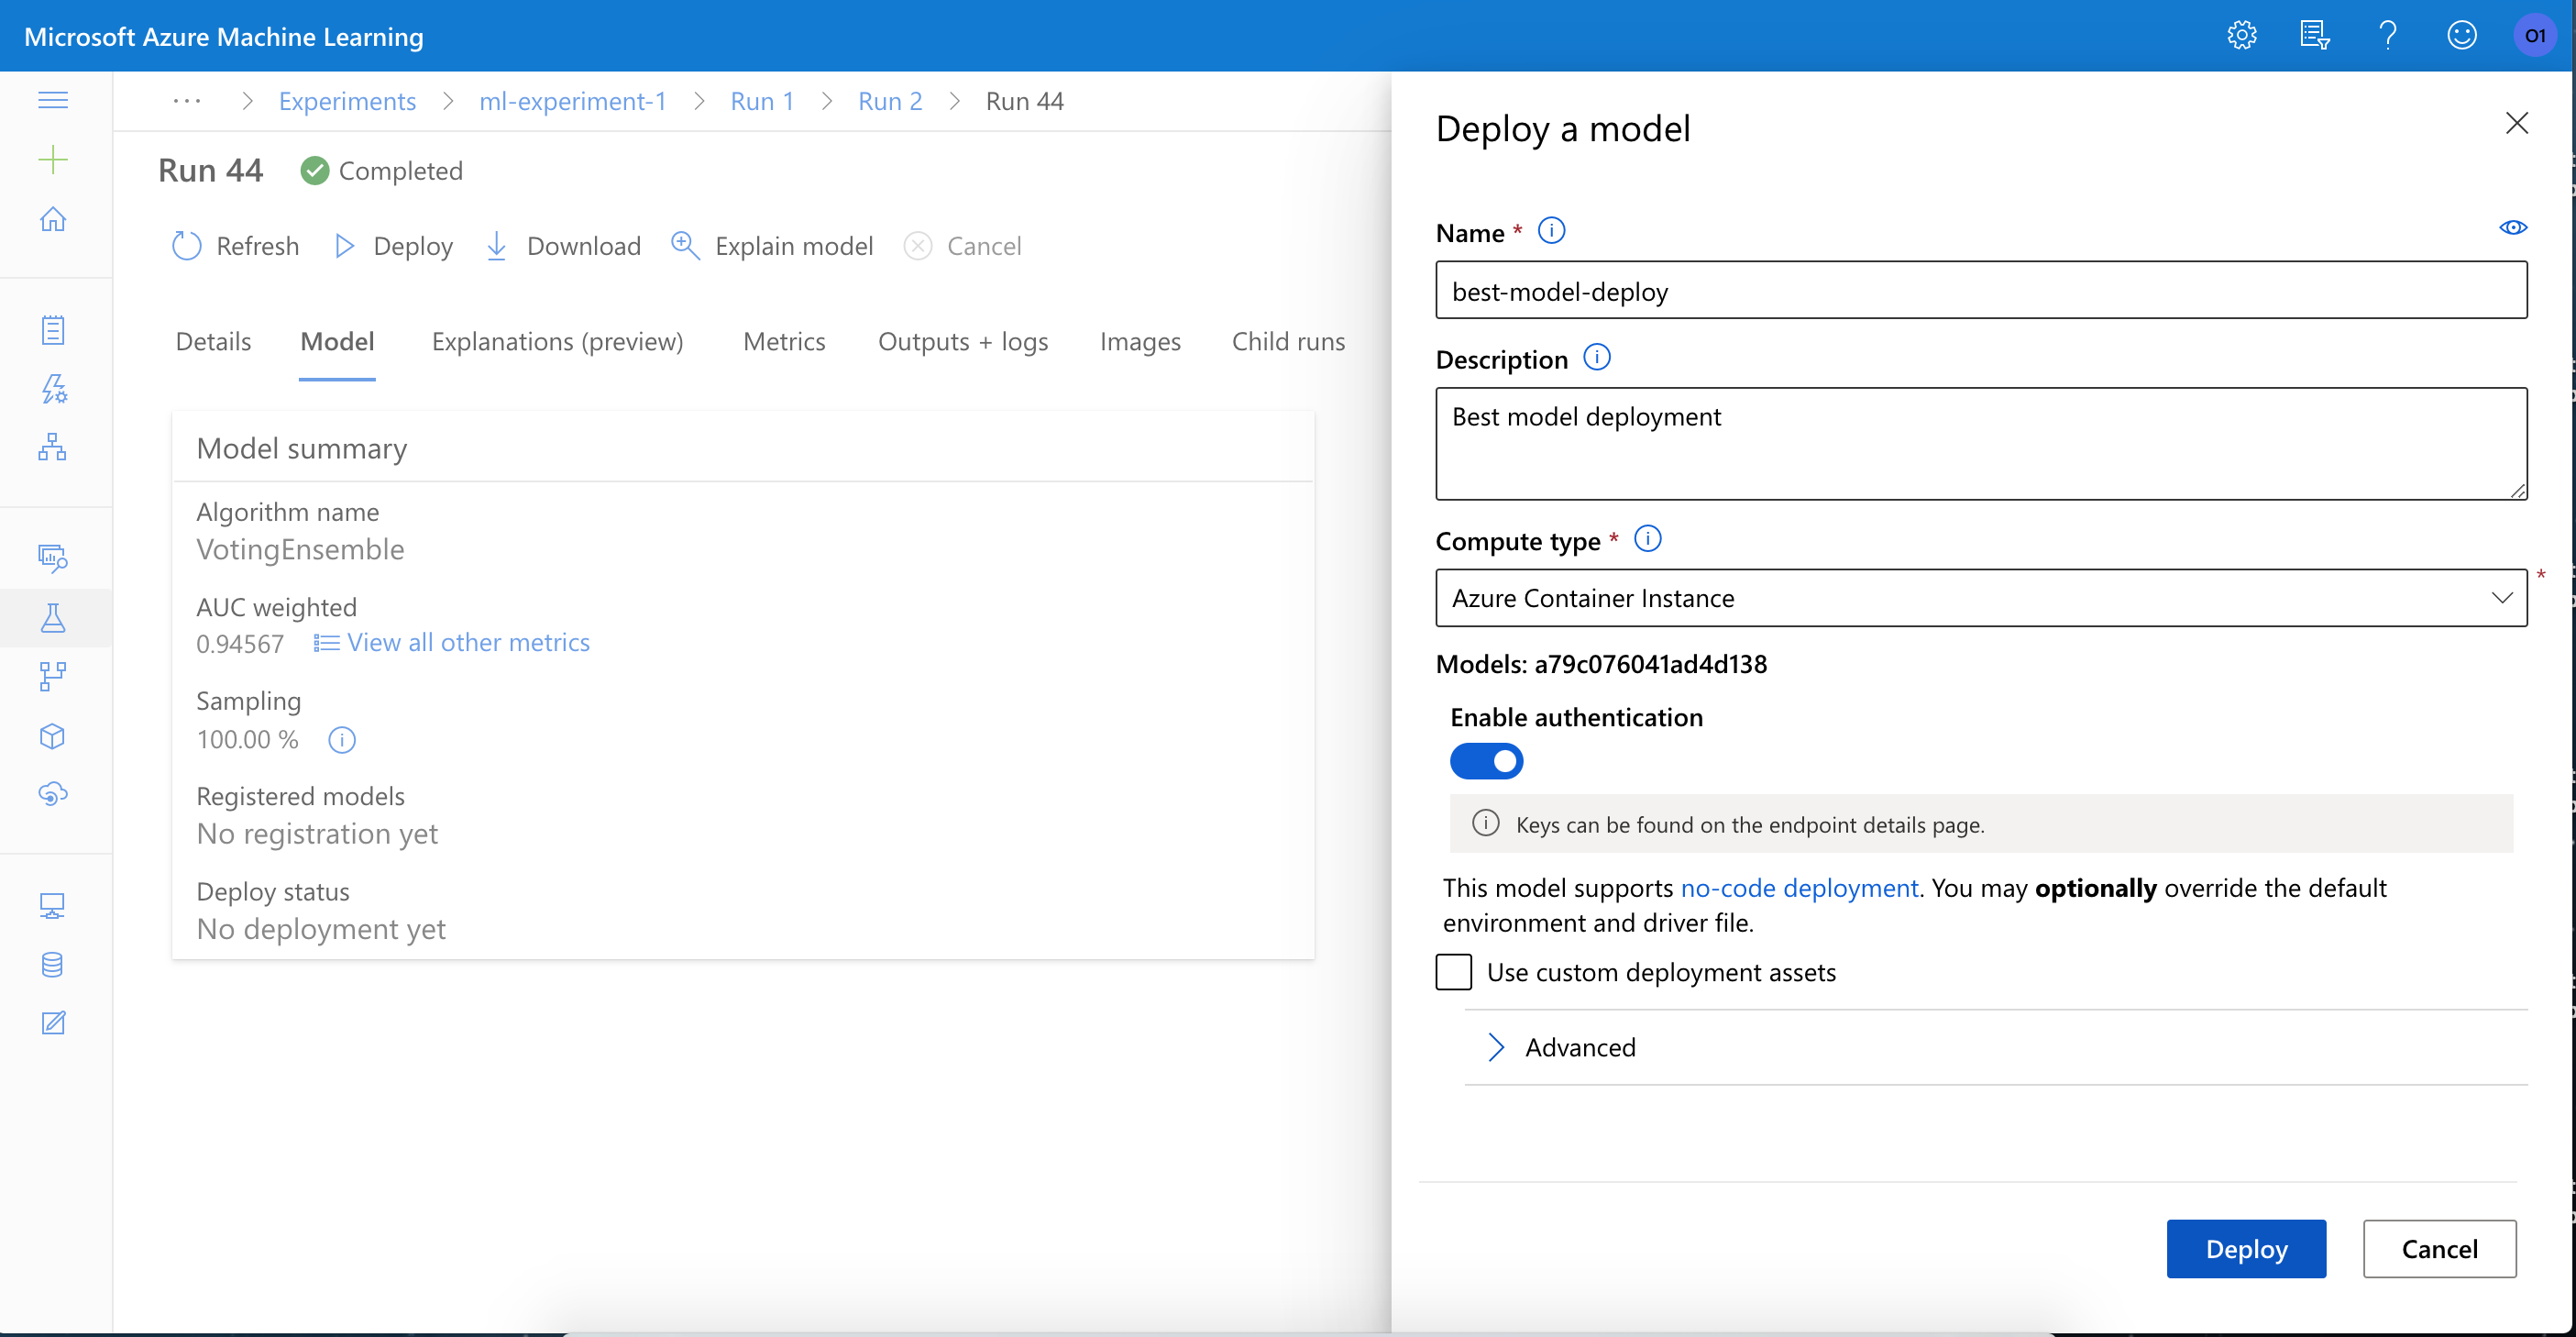 Microsoft Azure Machine Learning
O1
··· > Experiments > ml-experiment-1 > Run 1 > Run 2 > Run 44
Run 44 Completed
Refresh Deploy Download Explain model Cancel
Details Model Explanations (preview) Metrics Outputs + logs Images Child runs
Model summary
Algorithm name
VotingEnsemble
AUC weighted
0.94567 View all other metrics
Sampling
100.00 %
Registered models
No registration yet
Deploy status
No deployment yet
Deploy a model
Name *
best-model-deploy
Description
Best model deployment
Compute type *
Azure Container Instance *
Models: a79c076041ad4d138
Enable authentication
Keys can be found on the endpoint details page.
This model supports no-code deployment. You may optionally override the default
environment and driver file.
Use custom deployment assets
Advanced
Deploy Cancel